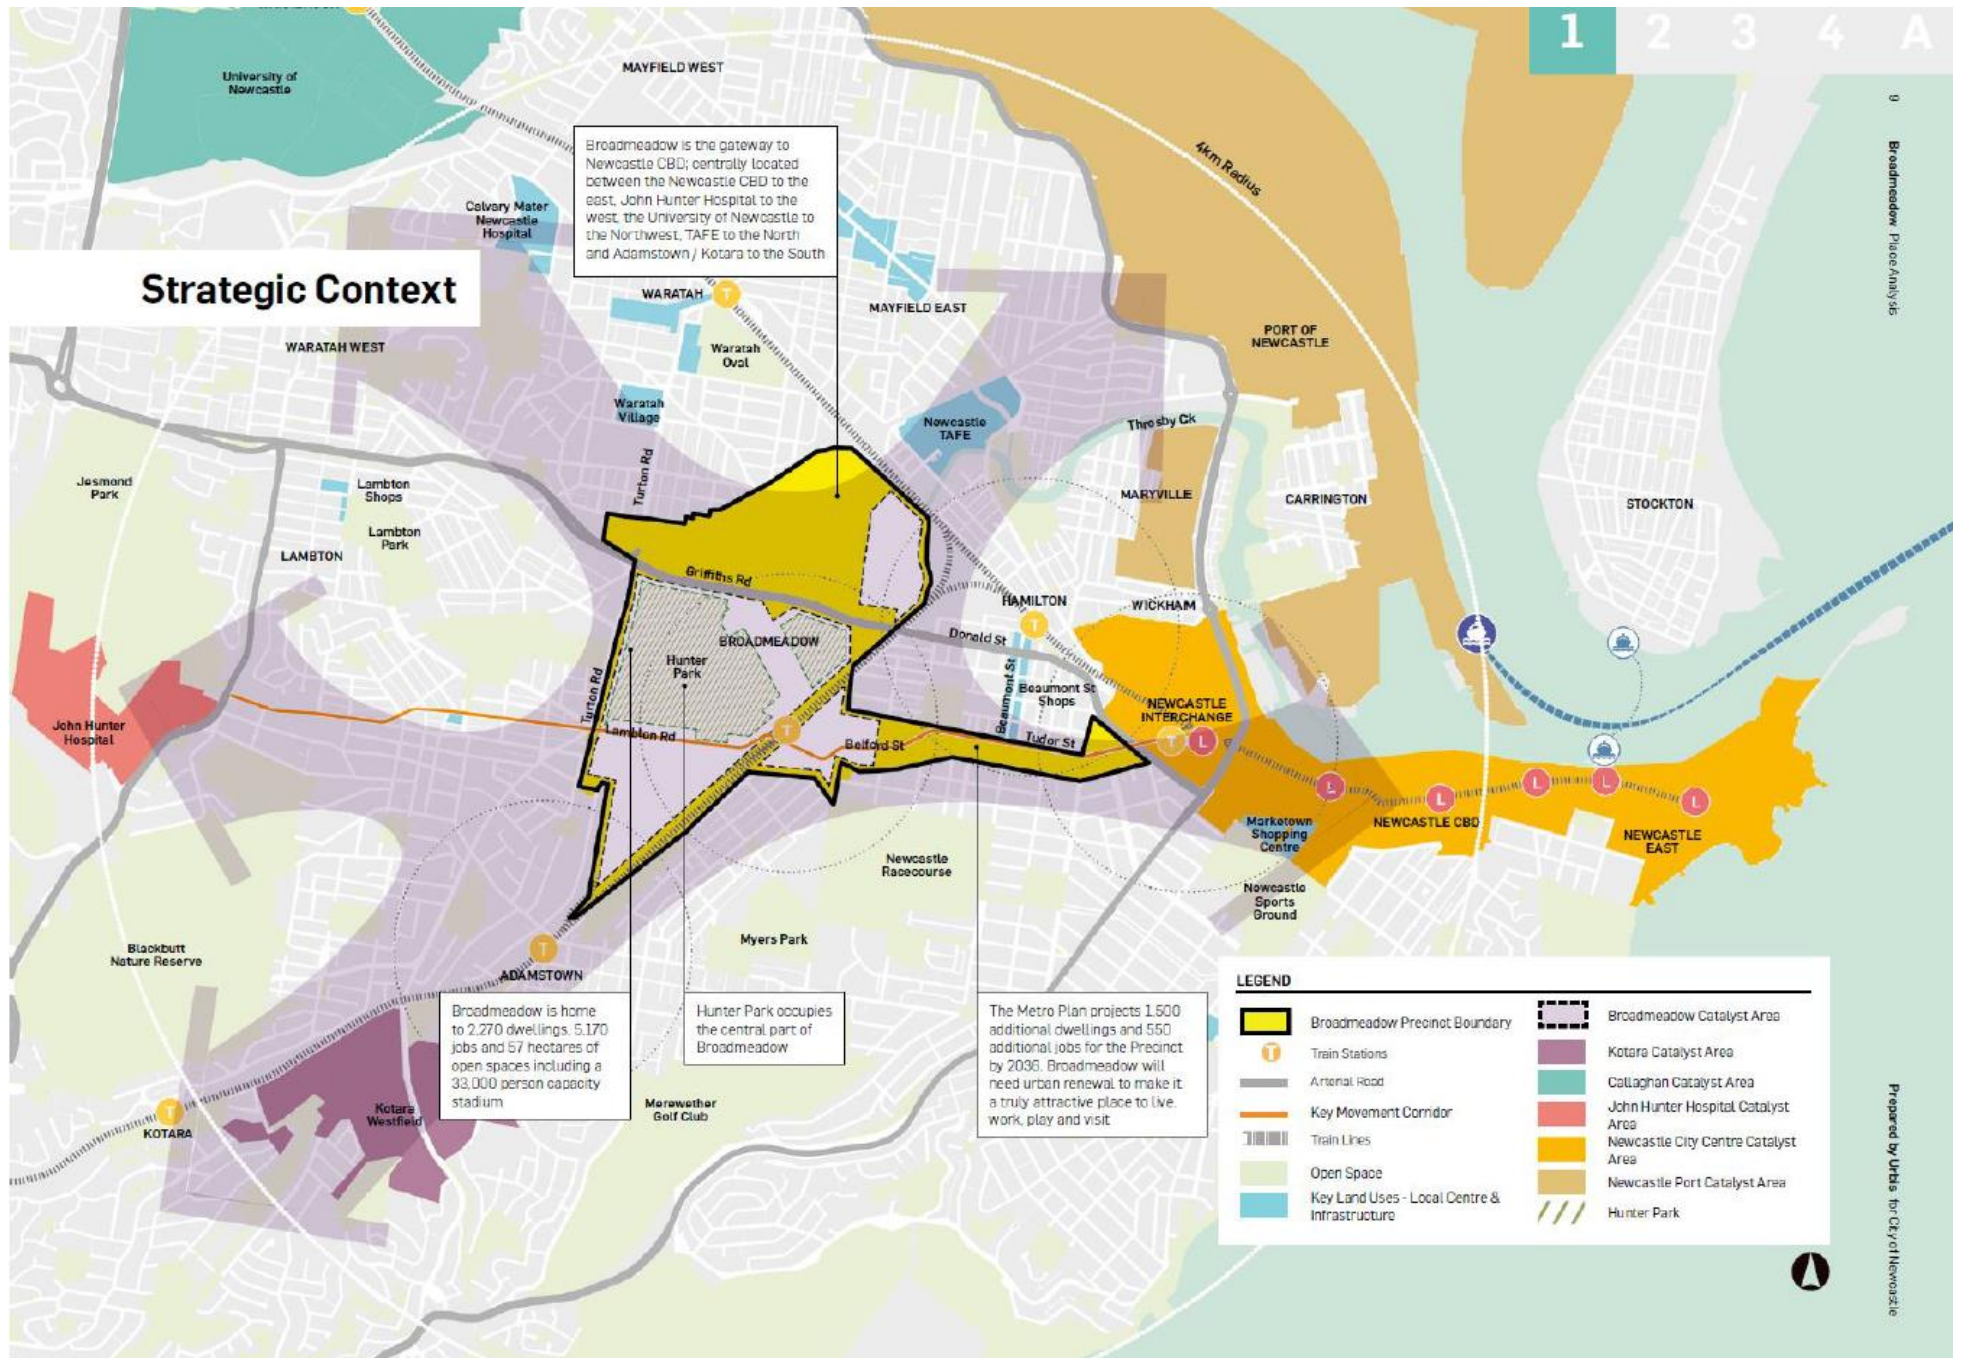 1 2 3 4 A
9
Broadmeadow Place Analysis
University of
Newcastle
MAYFIELD WEST
4km Radius
Broadmeadow is the gateway to
Newcastle CBD; centrally located
between the Newcastle CBD to the
east, John Hunter Hospital to the
west, the University of Newcastle to
the Northwest, TAFE to the North
and Adamstown / Kotara to the South
Calvary Mater
Newcastle
Hospital
Strategic Context
WARATAH
T
MAYFIELD EAST
PORT OF
NEWCASTLE
WARATAH WEST
Waratah
Oval
Waratah
Village
Newcastle
TAFE
Throsby Ck
Turton Rd
Jesmond
Park
Lambton
Shops
Lambton
Park
LAMBTON
MARYVILLE
CARRINGTON
STOCKTON
Griffiths Rd
HAMILTON
T
WICKHAM
BROADMEADOW
Donald St
Hunter
Park
Turton Rd
Beaumont St
Beaumont St
Shops
NEWCASTLE
INTERCHANGE
T L
John Hunter
Hospital
Lambton Rd
T
Belford St
Tudor St
L
L
L
L
L
Marketown
Shopping
Centre
NEWCASTLE CBD
NEWCASTLE
EAST
Newcastle
Racecourse
Newcastle
Sports
Ground
Blackbutt
Nature Reserve
Myers Park
T
ADAMSTOWN
Broadmeadow is home
to 2,270 dwellings, 5,170
jobs and 57 hectares of
open spaces including a
33,000 person capacity
stadium
Hunter Park occupies
the central part of
Broadmeadow
The Metro Plan projects 1,500
additional dwellings and 550
additional jobs for the Precinct
by 2036. Broadmeadow will
need urban renewal to make it
a truly attractive place to live,
work, play and visit
T
KOTARA
Kotara
Westfield
Merewether
Golf Club
LEGEND
Broadmeadow Precinct Boundary
T
Train Stations
Arterial Road
Key Movement Corridor
Train Lines
Open Space
Key Land Uses - Local Centre &
Infrastructure
Broadmeadow Catalyst Area
Kotara Catalyst Area
Callaghan Catalyst Area
John Hunter Hospital Catalyst
Area
Newcastle City Centre Catalyst
Area
Newcastle Port Catalyst Area
Hunter Park
Prepared by Urbis for City of Newcastle